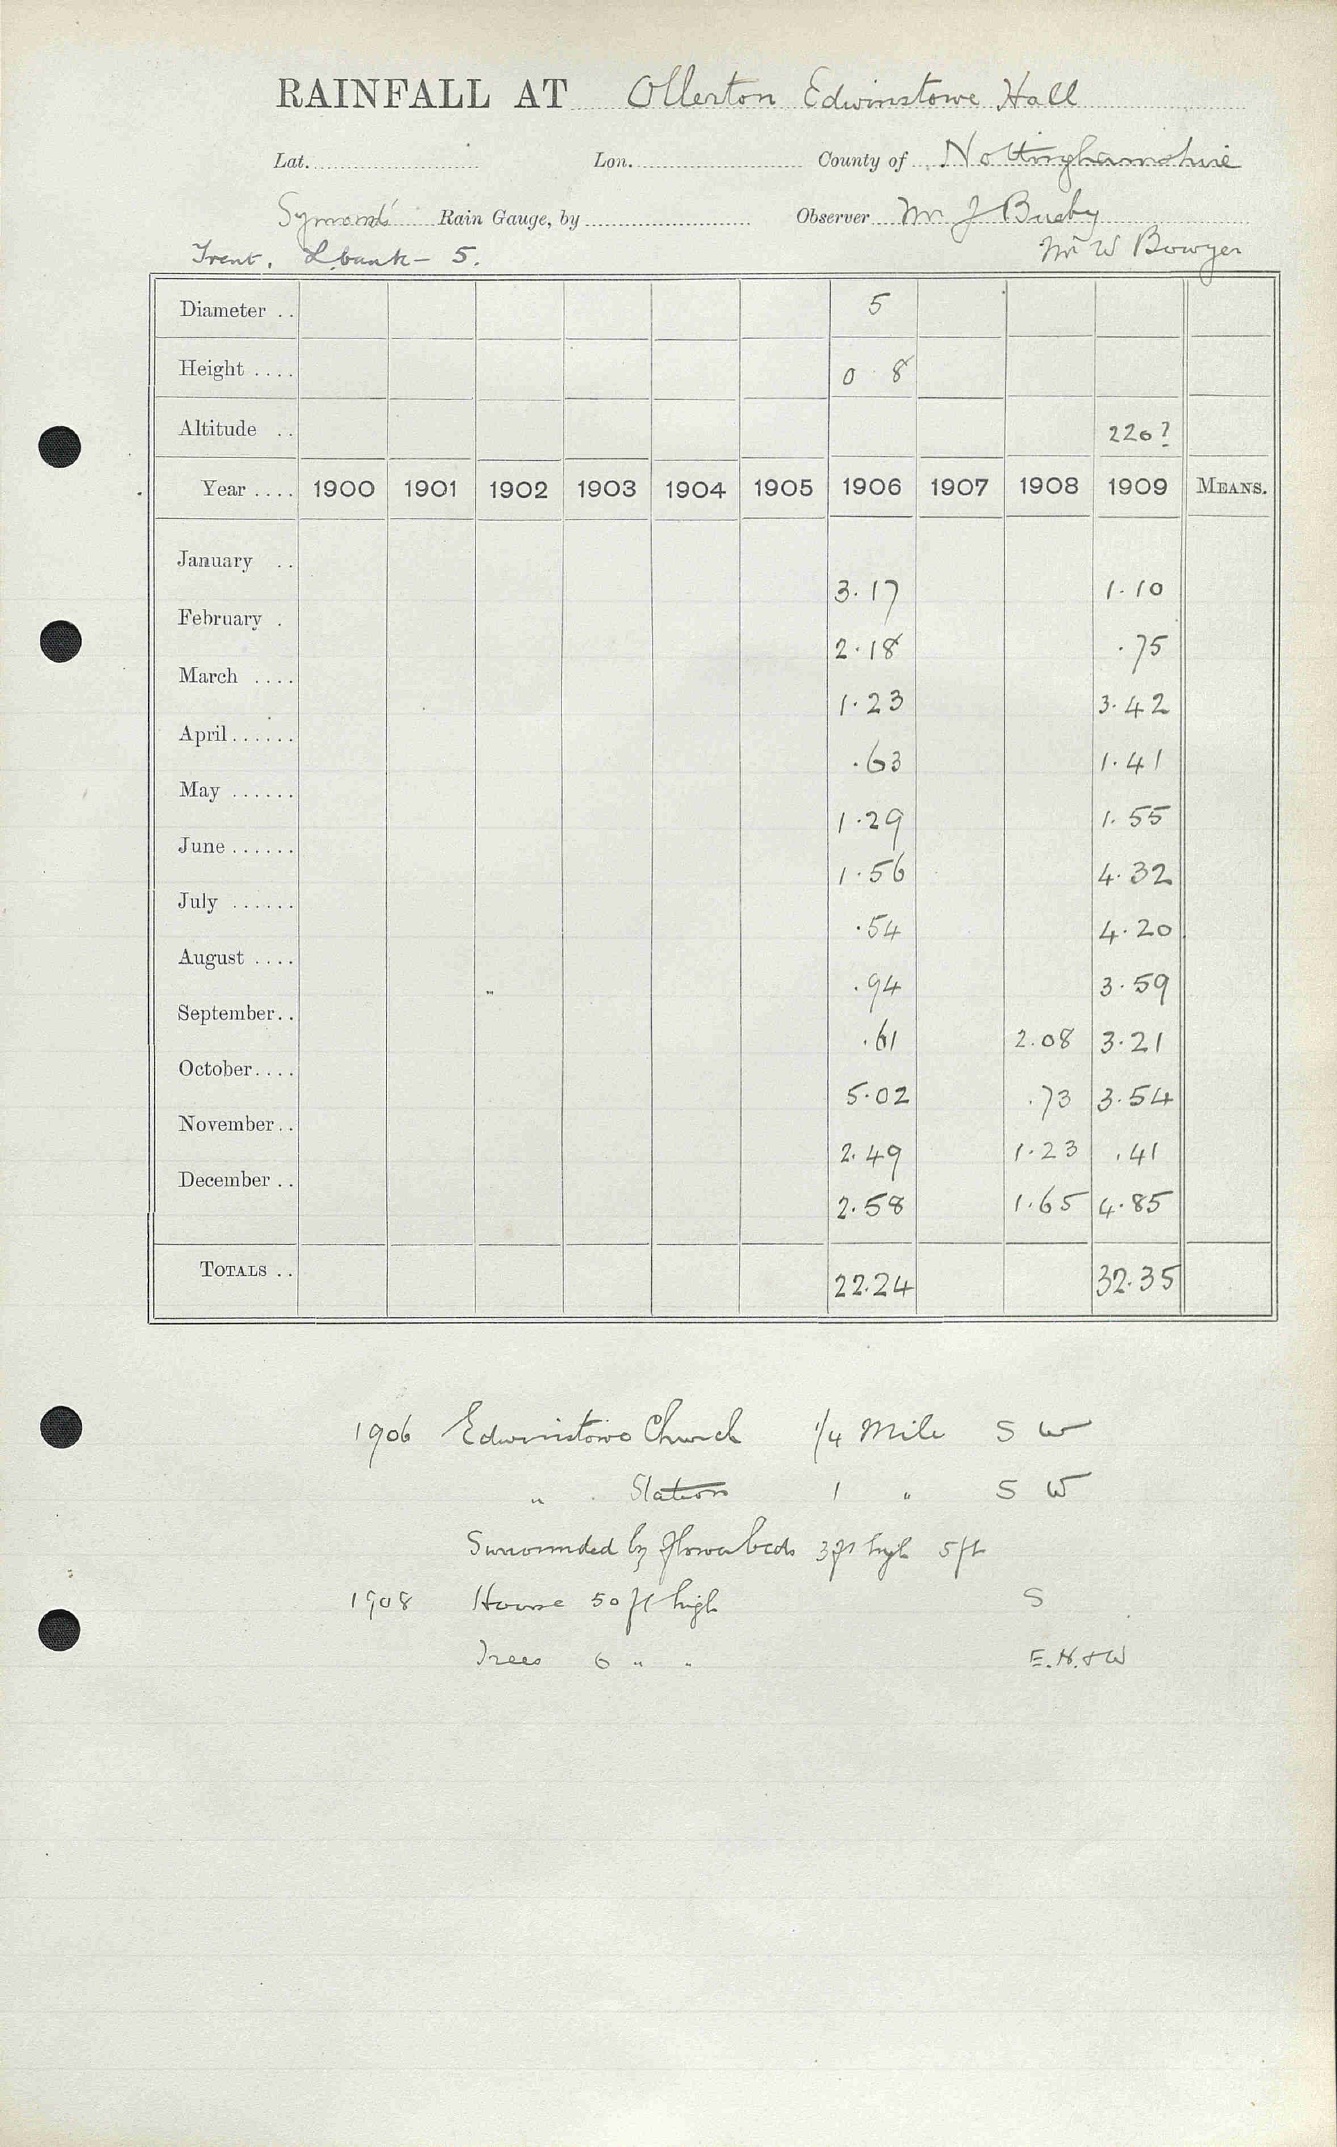 RAINFALL AT Ollerton Edwinstowe Hall
Lat. Lon. County of Nottinghamshire
Symons' Rain Gauge, by Observer Mr J Busby
Trent. L bank - 5. Mr W Bowyer
Diameter .. 5
Height .... 0 8
Altitude .. 220?
Year .... 1900 1901 1902 1903 1904 1905 1906 1907 1908 1909 MEANS.
January .. 3.17 1.10
February . 2.18 .75
March .... 1.23 3.42
April...... .63 1.41
May ...... 1.29 1.55
June...... 1.56 4.32
July ...... .54 4.20
August .... .94 3.59
September.. .61 2.08 3.21
October.... 5.02 .73 3.54
November.. 2.49 1.23 .41
December .. 2.58 1.65 4.85
TOTALS .. 22.24 32.35
1906 Edwinstowe Church 1/4 Mile S W
" Station 1 " S W
Surrounded by flower beds 3ft high 5ft
1908 House 50 ft high S
Trees 6 " " E. N. & W